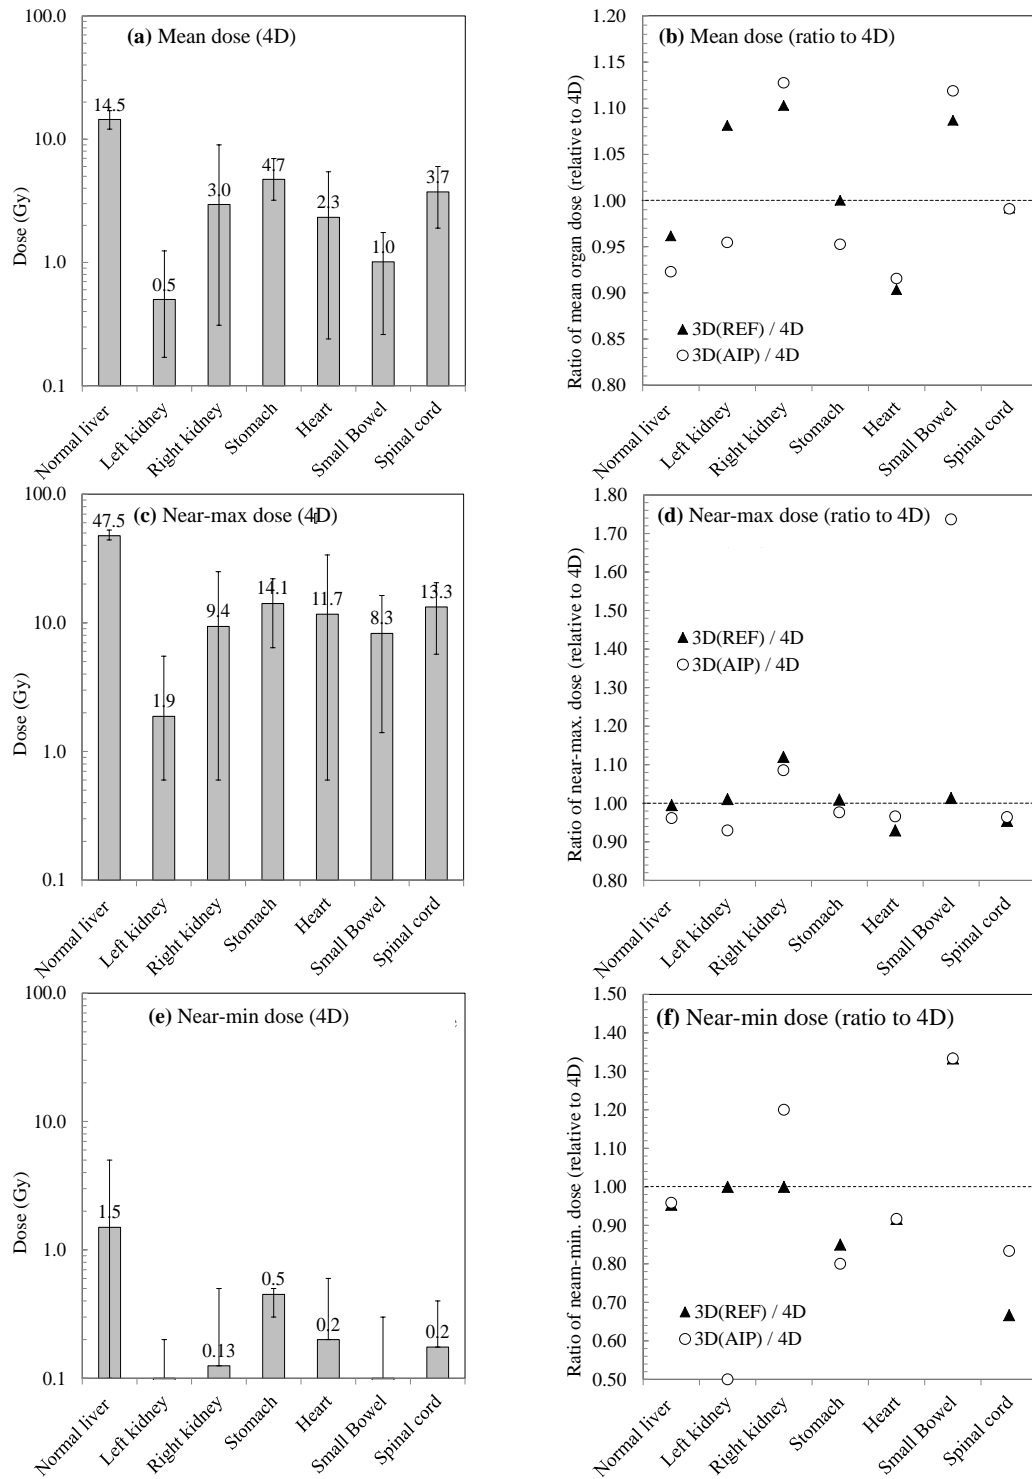 (a) Mean dose (4D)
100.0
10.0
1.0
0.1
Dose (Gy)
14.5
0.5
3.0
4.7
2.3
1.0
3.7
Normal liver
Left kidney
Right kidney
Stomach
Heart
Small Bowel
Spinal cord
(b) Mean dose (ratio to 4D)
1.20
1.15
1.10
1.05
1.00
0.95
0.90
0.85
0.80
Ratio of mean organ dose (relative to 4D)
3D(REF) / 4D
3D(AIP) / 4D
Normal liver
Left kidney
Right kidney
Stomach
Heart
Small Bowel
Spinal cord
(c) Near-max dose (4D)
100.0
10.0
1.0
0.1
Dose (Gy)
47.5
1.9
9.4
14.1
11.7
8.3
13.3
Normal liver
Left kidney
Right kidney
Stomach
Heart
Small Bowel
Spinal cord
(d) Near-max dose (ratio to 4D)
1.80
1.70
1.60
1.50
1.40
1.30
1.20
1.10
1.00
0.90
0.80
Ratio of near-max. dose (relative to 4D)
3D(REF) / 4D
3D(AIP) / 4D
Normal liver
Left kidney
Right kidney
Stomach
Heart
Small Bowel
Spinal cord
(e) Near-min dose (4D)
100.0
10.0
1.0
0.1
Dose (Gy)
1.5
0.13
0.5
0.2
0.2
Normal liver
Left kidney
Right kidney
Stomach
Heart
Small Bowel
Spinal cord
(f) Near-min dose (ratio to 4D)
1.50
1.40
1.30
1.20
1.10
1.00
0.90
0.80
0.70
0.60
0.50
Ratio of neam-min. dose (relative to 4D)
3D(REF) / 4D
3D(AIP) / 4D
Normal liver
Left kidney
Right kidney
Stomach
Heart
Small Bowel
Spinal cord